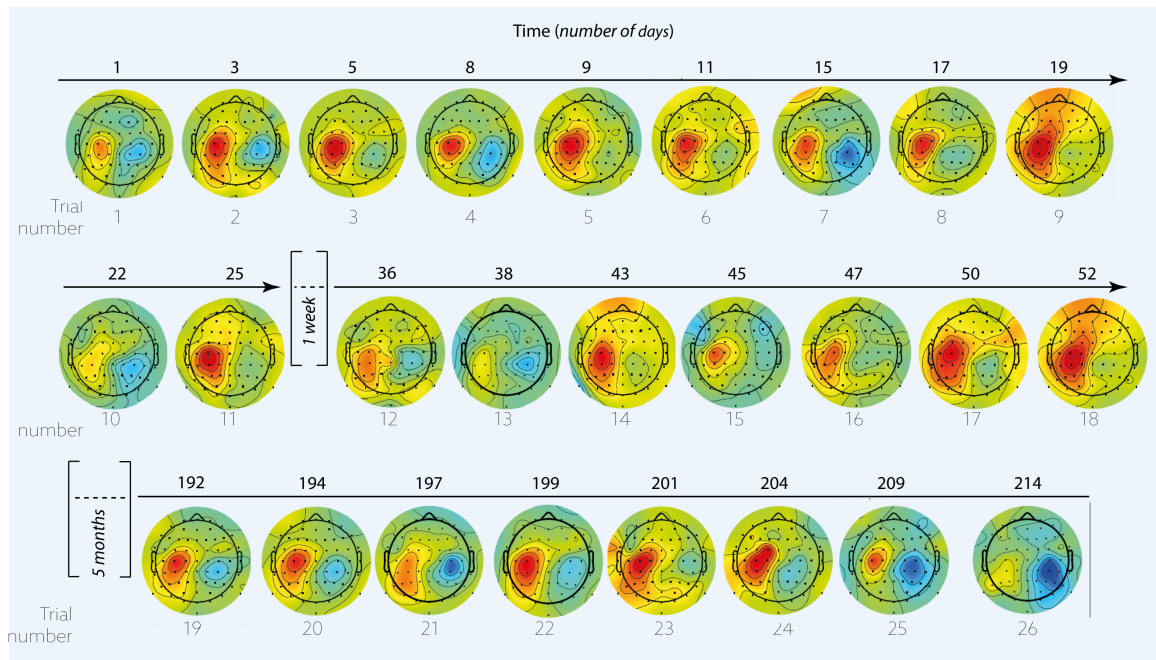 Time (number of days)
1 3 5 8 9 11 15 17 19
Trial
number
1 2 3 4 5 6 7 8 9
22 25 36 38 43 45 47 50 52
1 week
number
10 11 12 13 14 15 16 17 18
192 194 197 199 201 204 209 214
5 months
Trial
number
19 20 21 22 23 24 25 26